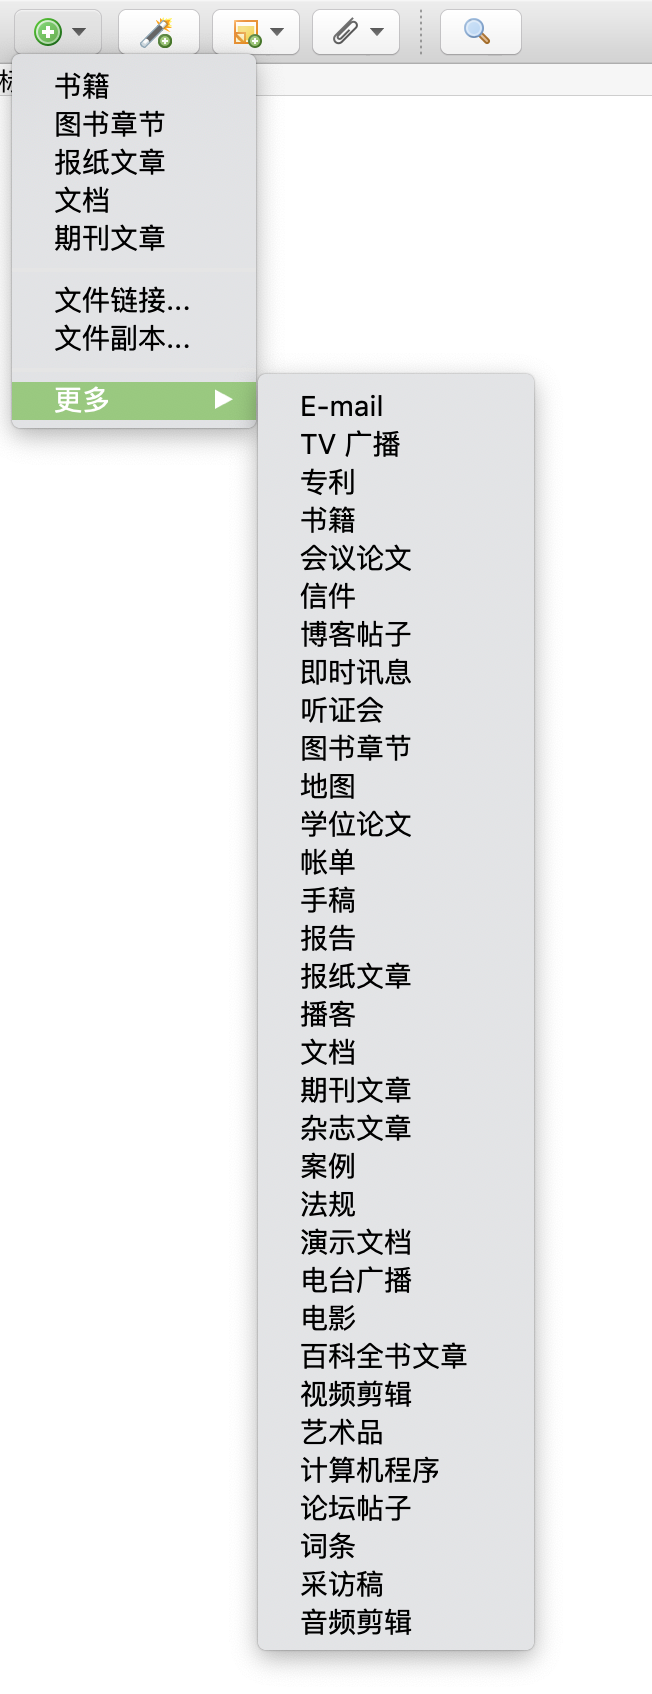 书籍
图书章节
报纸文章
文档
期刊文章
文件链接...
文件副本...
更多
E-mail
TV 广播
专利
书籍
会议论文
信件
博客帖子
即时讯息
听证会
图书章节
地图
学位论文
帐单
手稿
报告
报纸文章
播客
文档
期刊文章
杂志文章
案例
法规
演示文档
电台广播
电影
百科全书文章
视频剪辑
艺术品
计算机程序
论坛帖子
词条
采访稿
音频剪辑